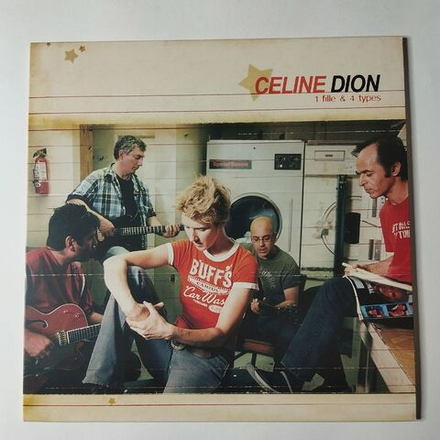 CELINE DION
1 fille & 4 types
BUFF'S
Car Wash